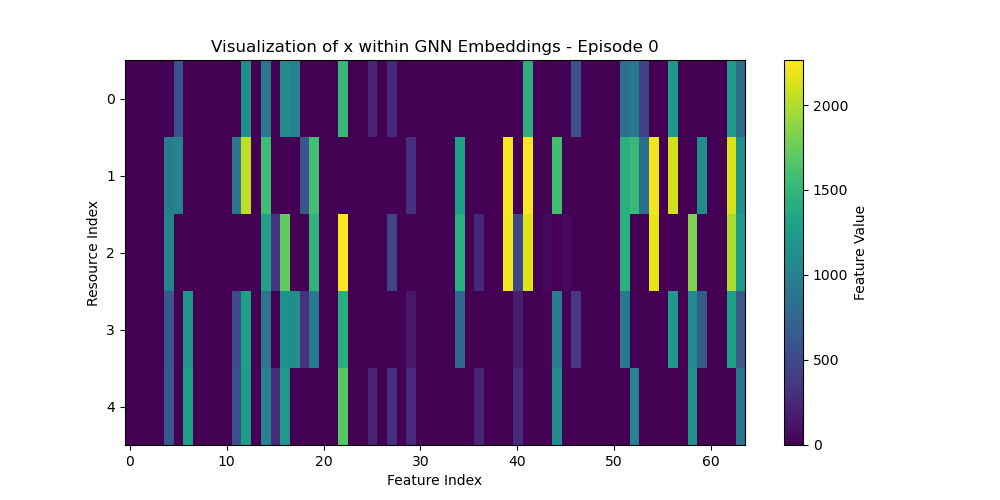 Visualization of x within GNN Embeddings - Episode 0
Resource Index
0
1
2
3
4
0 10 20 30 40 50 60
Feature Index
2000
1500
1000
500
0
Feature Value